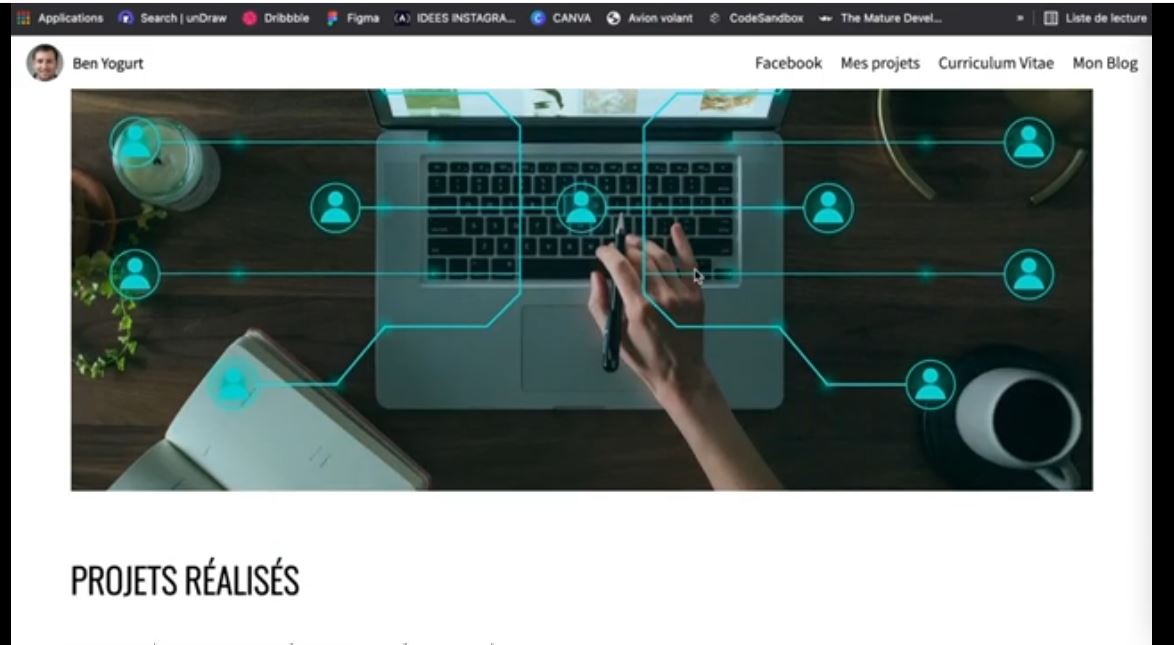 Applications Search | unDraw Dribbble Figma IDEES INSTAGRA... CANVA Avion volant CodeSandbox The Mature Devel... » Liste de lecture
Ben Yogurt Facebook Mes projets Curriculum Vitae Mon Blog
PROJETS RÉALISÉS